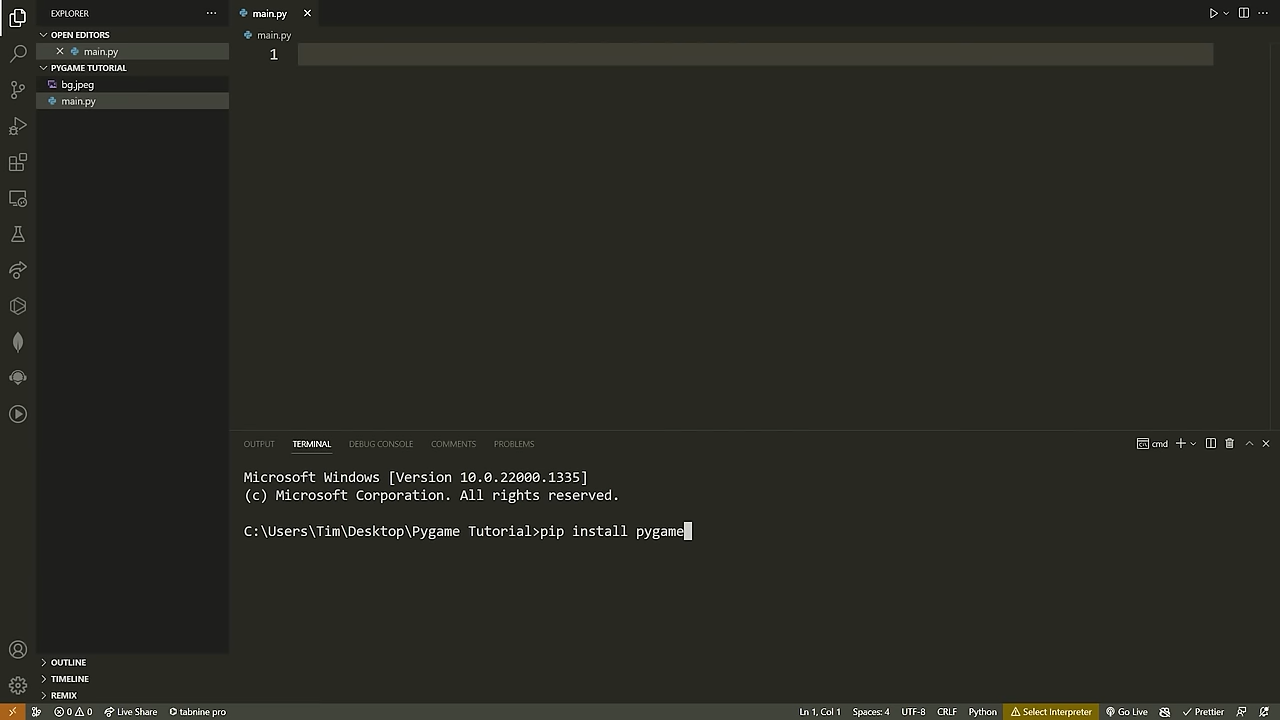 EXPLORER
OPEN EDITORS
main.py
PYGAME TUTORIAL
bg.jpeg
main.py
OUTLINE
TIMELINE
REMIX
main.py
main.py
1
OUTPUT TERMINAL DEBUG CONSOLE COMMENTS PROBLEMS
cmd
Microsoft Windows [Version 10.0.22000.1335]
(c) Microsoft Corporation. All rights reserved.
C:\Users\Tim\Desktop\Pygame Tutorial>pip install pygame
0 0 Live Share tabnine pro Ln 1, Col 1 Spaces: 4 UTF-8 CRLF Python Select Interpreter Go Live Prettier